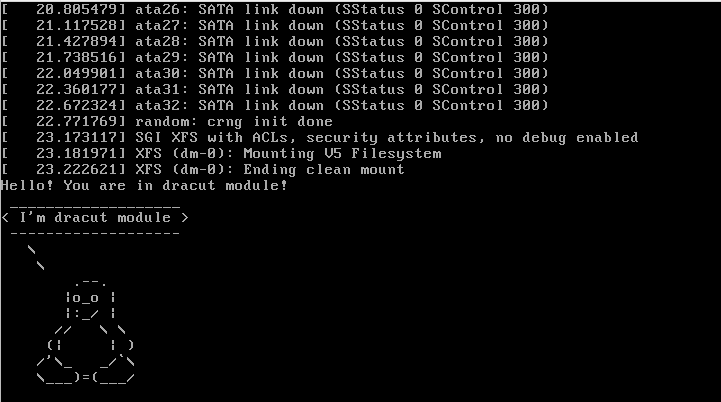 [   20.805479] ata26: SATA link down (SStatus 0 SControl 300)
[   21.117528] ata27: SATA link down (SStatus 0 SControl 300)
[   21.427894] ata28: SATA link down (SStatus 0 SControl 300)
[   21.738516] ata29: SATA link down (SStatus 0 SControl 300)
[   22.049901] ata30: SATA link down (SStatus 0 SControl 300)
[   22.360177] ata31: SATA link down (SStatus 0 SControl 300)
[   22.672324] ata32: SATA link down (SStatus 0 SControl 300)
[   22.771769] random: crng init done
[   23.173117] SGI XFS with ACLs, security attributes, no debug enabled
[   23.181971] XFS (dm-0): Mounting V5 Filesystem
[   23.222621] XFS (dm-0): Ending clean mount
Hello! You are in dracut module!
 ___________________
< I'm dracut module >
 -------------------
   \
    \
        .--.
       |o_o |
       |:_/ |
      //   \ \
     (|     | )
    /'\_   _/`\
    \___)=(___/